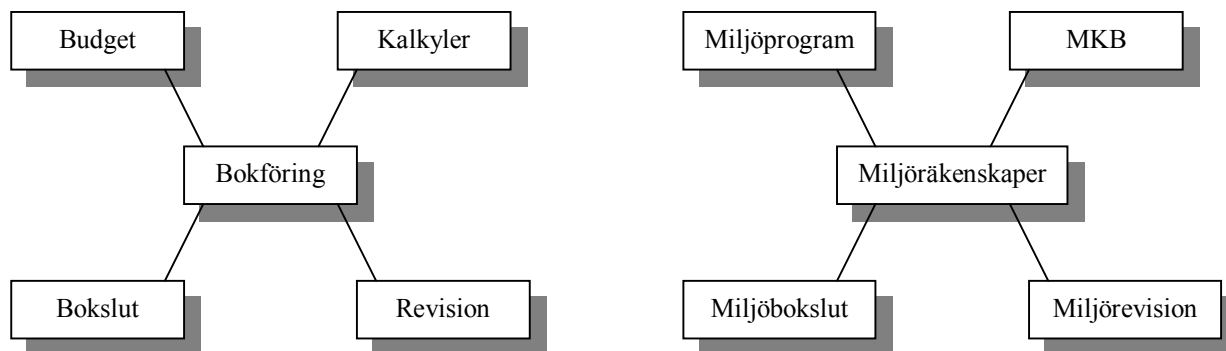 Budget
Kalkyler
Bokföring
Bokslut
Revision
Miljöprogram
MKB
Miljöräkenskaper
Miljöbokslut
Miljörevision